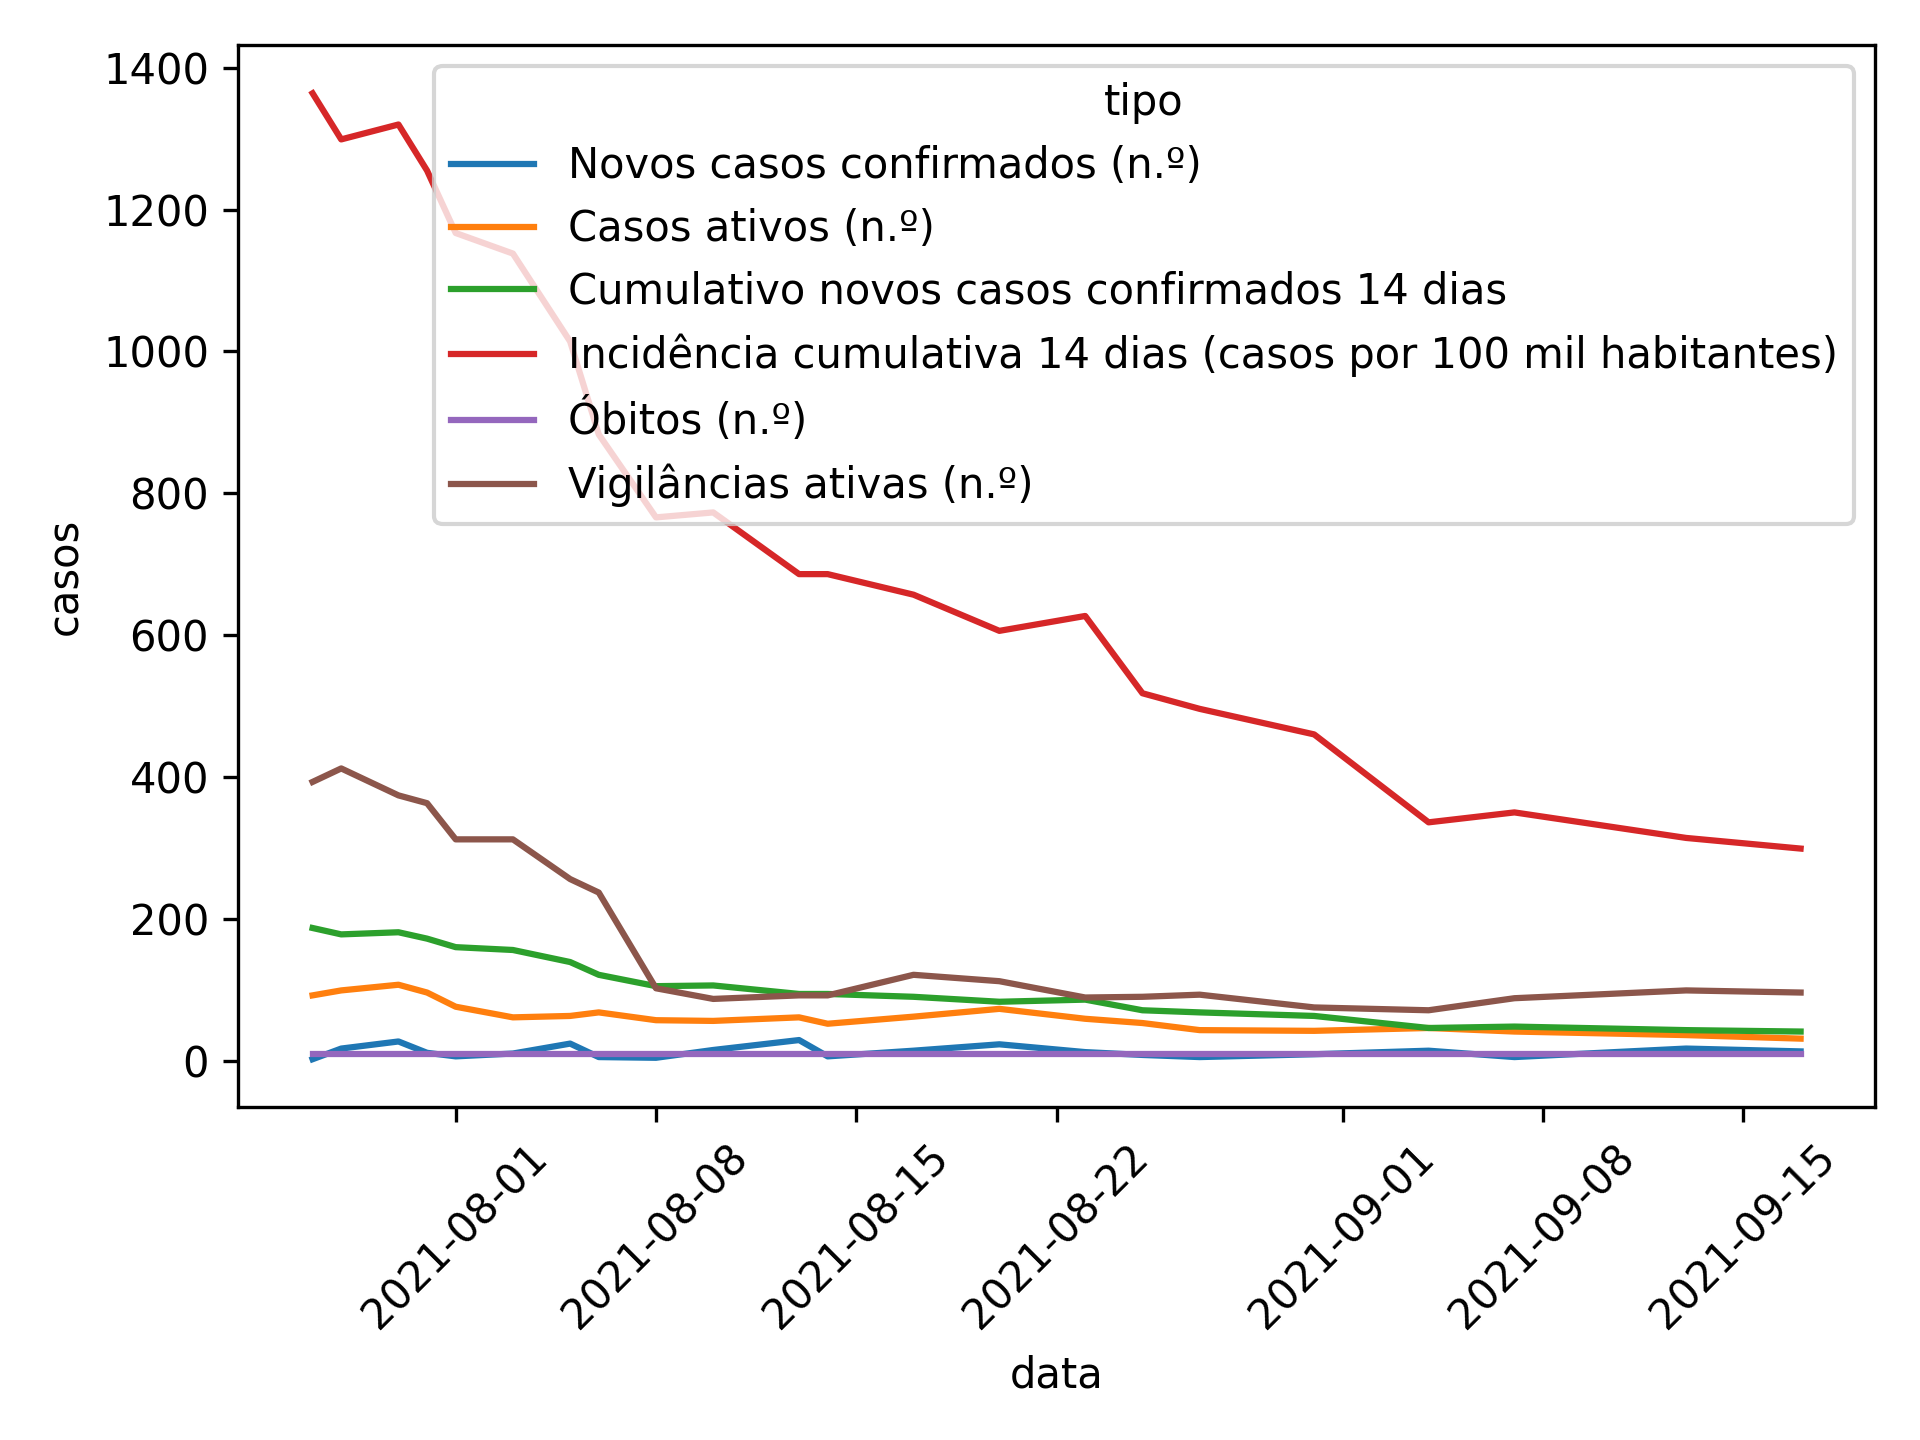 1400
1200
1000
800
600
400
200
0
casos
tipo
Novos casos confirmados (n.º)
Casos ativos (n.º)
Cumulativo novos casos confirmados 14 dias
Incidência cumulativa 14 dias (casos por 100 mil habitantes)
Óbitos (n.º)
Vigilâncias ativas (n.º)
2021-08-01
2021-08-08
2021-08-15
2021-08-22
2021-09-01
2021-09-08
2021-09-15
data